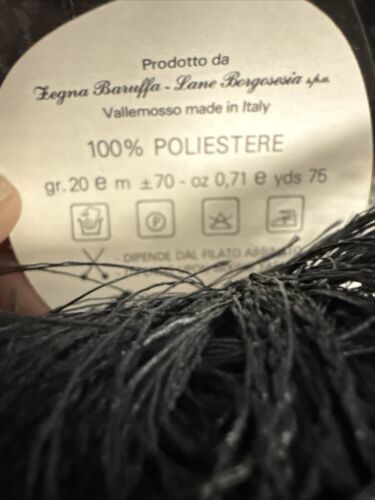 Prodotto da
Zegna Baruffa - Lane Borgosesia s.p.a.
Vallemosso made in Italy
100% POLIESTERE
gr. 20 e m ±70 - oz 0,71 e yds 75
P
- DIPENDE DAL FILATO